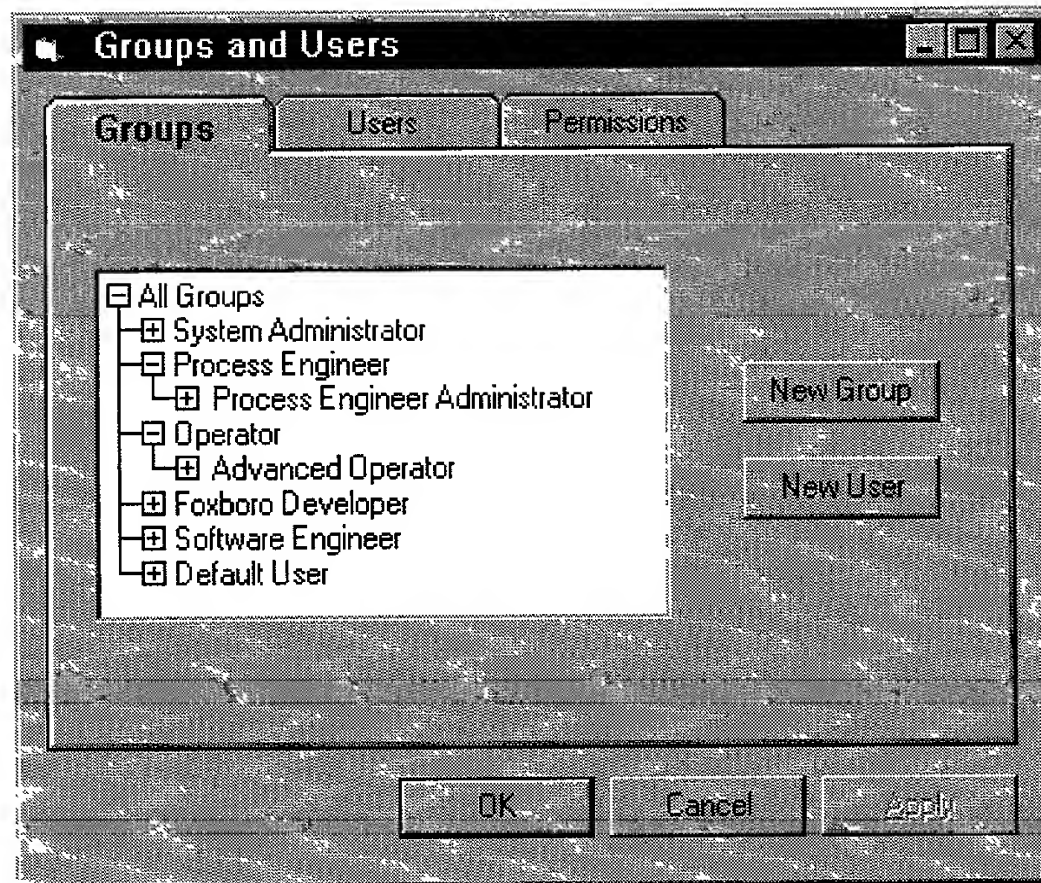 Groups and Users
Groups Users Permissions
All Groups
System Administrator
Process Engineer
Process Engineer Administrator
New Group
Operator
Advanced Operator
New User
Foxboro Developer
Software Engineer
Default User
OK Cancel Apply